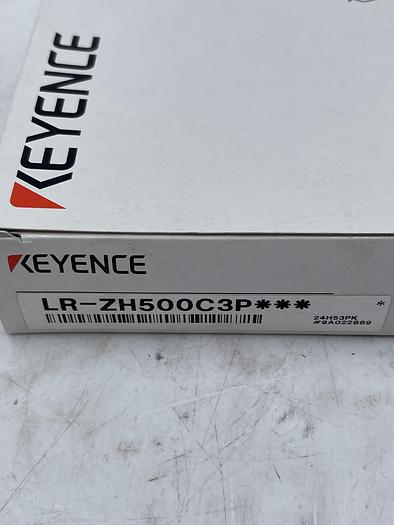 KEYENCE
KEYENCE
LR-ZH500C3P***
*
24H53PK
#9A022869